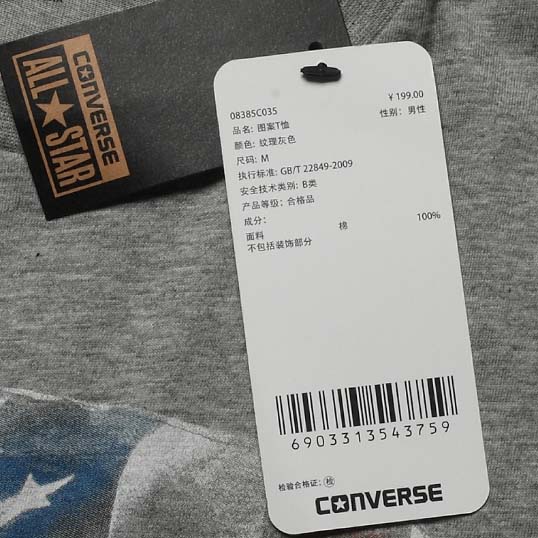 CONVERSE
ALL★STAR
08385C035 ¥ 199.00
品名: 图案T恤 性别: 男性
颜色: 纹理灰色
尺码: M
执行标准: GB/T 22849-2009
安全技术类别: B类
产品等级: 合格品
成分:
面料 棉 100%
不包括装饰部分
6903313543759
检验合格证: 检
CONVERSE